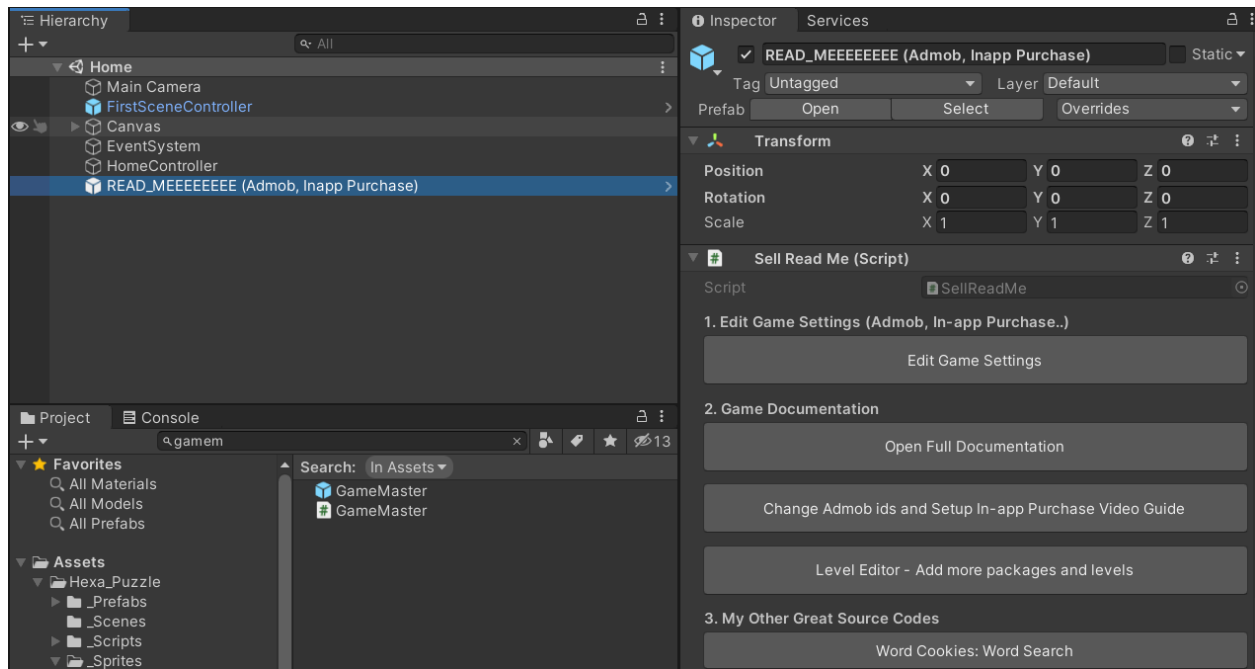 Hierarchy
All
Home
Main Camera
FirstSceneController
Canvas
EventSystem
HomeController
READ_MEEEEEEEE (Admob, Inapp Purchase)
Project Console
gamem
13
Favorites
All Materials
All Models
All Prefabs
Assets
Hexa_Puzzle
_Prefabs
_Scenes
_Scripts
_Sprites
Search: In Assets
GameMaster
GameMaster
Inspector Services
READ_MEEEEEEEE (Admob, Inapp Purchase) Static
Tag Untagged Layer Default
Prefab Open Select Overrides
Transform
Position X 0 Y 0 Z 0
Rotation X 0 Y 0 Z 0
Scale X 1 Y 1 Z 1
Sell Read Me (Script)
Script SellReadMe
1. Edit Game Settings (Admob, In-app Purchase..)
Edit Game Settings
2. Game Documentation
Open Full Documentation
Change Admob ids and Setup In-app Purchase Video Guide
Level Editor - Add more packages and levels
3. My Other Great Source Codes
Word Cookies: Word Search